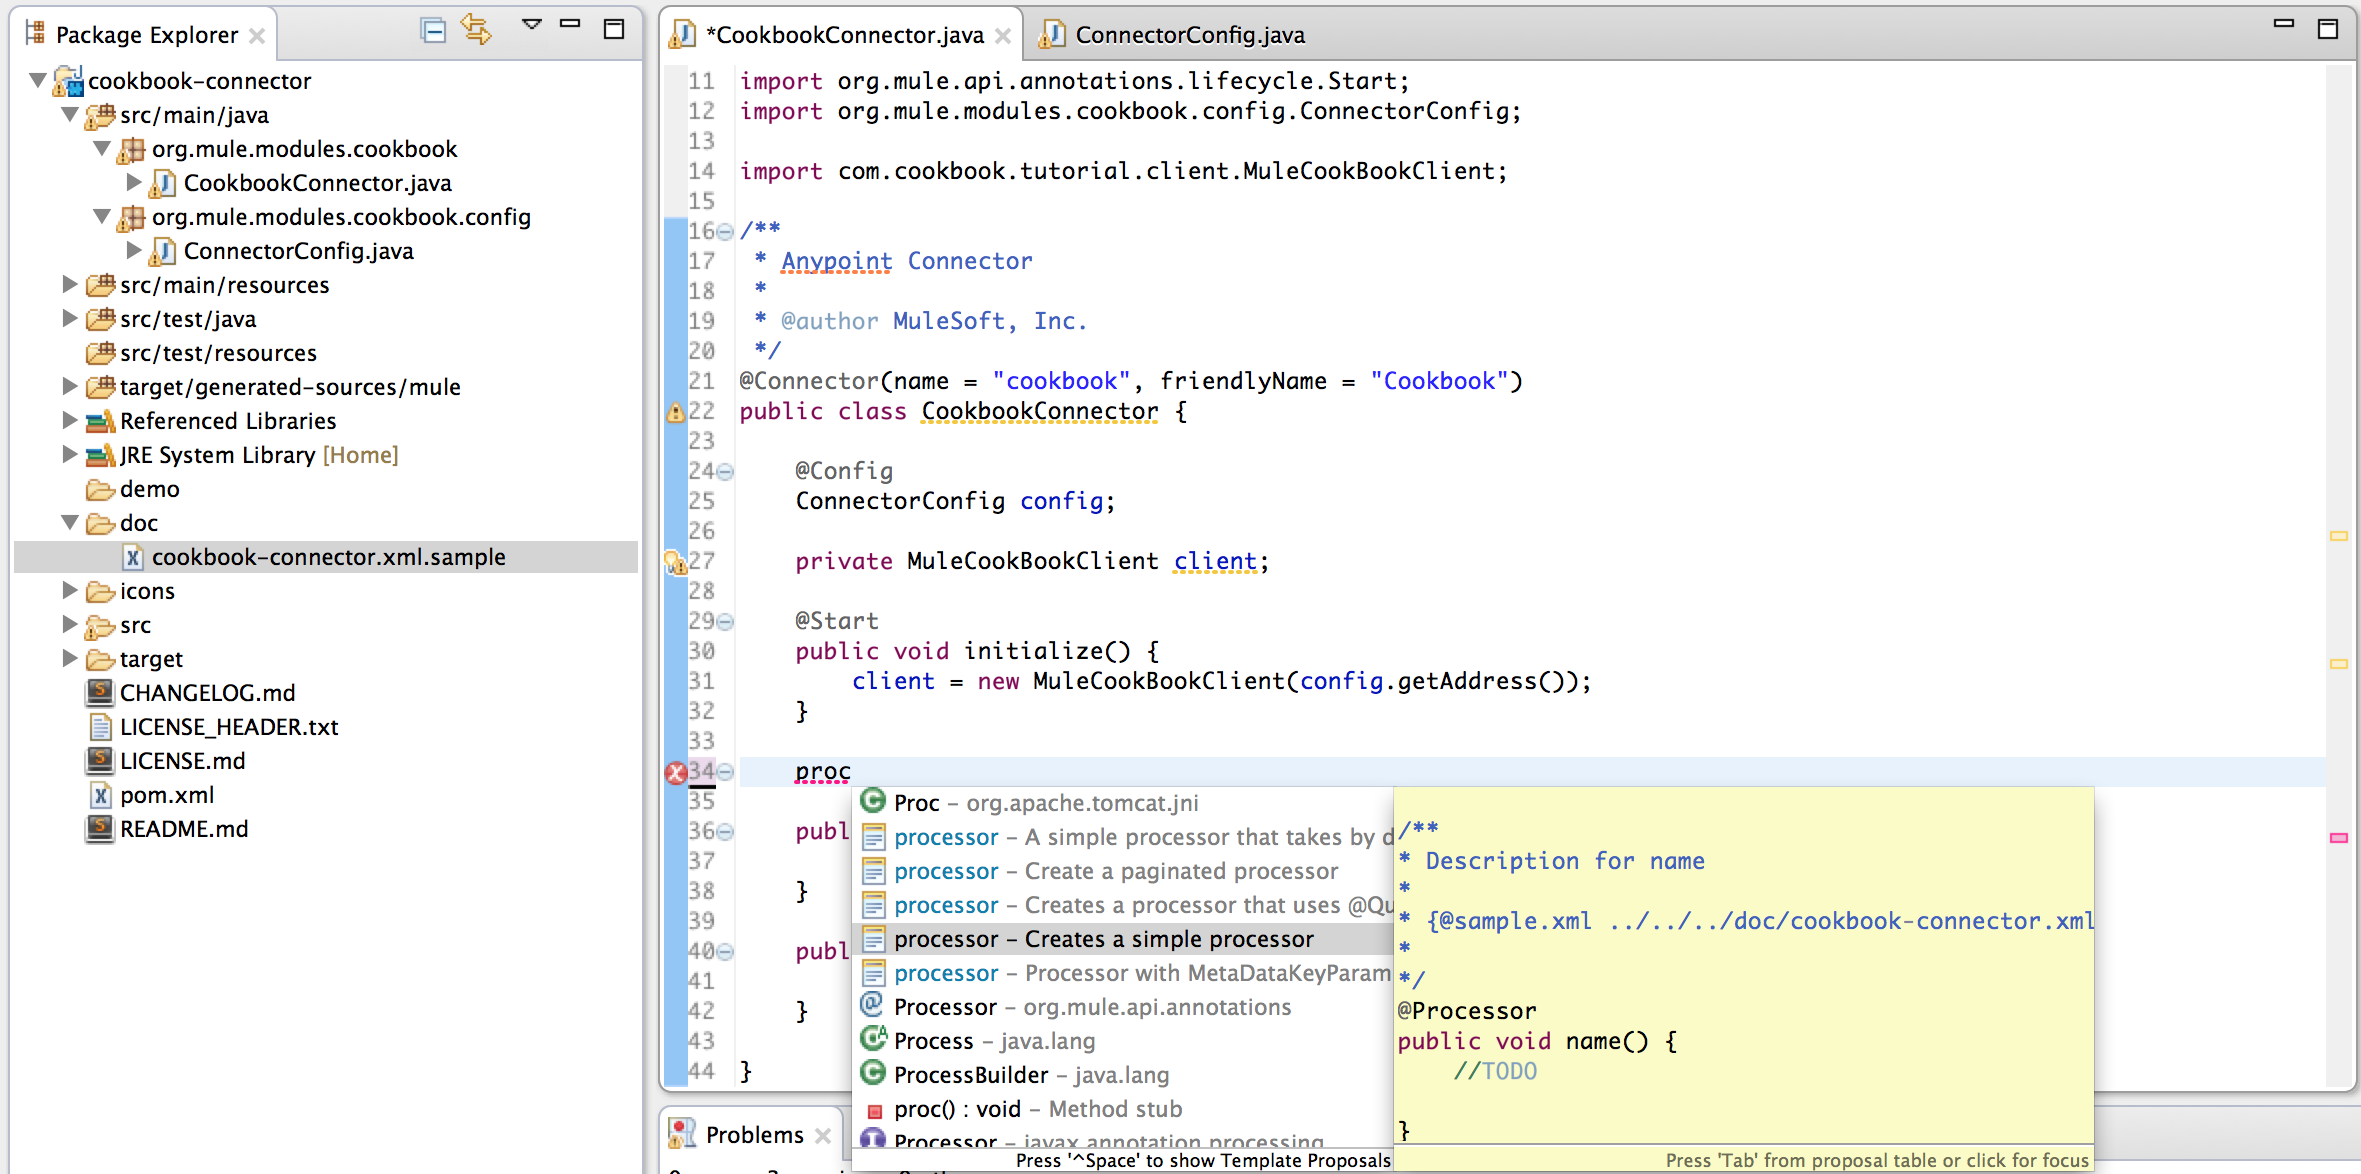 Package Explorer
cookbook-connector
src/main/java
org.mule.modules.cookbook
CookbookConnector.java
org.mule.modules.cookbook.config
ConnectorConfig.java
src/main/resources
src/test/java
src/test/resources
target/generated-sources/mule
Referenced Libraries
JRE System Library [Home]
demo
doc
cookbook-connector.xml.sample
icons
src
target
CHANGELOG.md
LICENSE_HEADER.txt
LICENSE.md
pom.xml
README.md
*CookbookConnector.java
ConnectorConfig.java
11 import org.mule.api.annotations.lifecycle.Start;
12 import org.mule.modules.cookbook.config.ConnectorConfig;
13
14 import com.cookbook.tutorial.client.MuleCookBookClient;
15
16 /**
17 * Anypoint Connector
18 *
19 * @author MuleSoft, Inc.
20 */
21 @Connector(name = "cookbook", friendlyName = "Cookbook")
22 public class CookbookConnector {
23
24 @Config
25 ConnectorConfig config;
26
27 private MuleCookBookClient client;
28
29 @Start
30 public void initialize() {
31 client = new MuleCookBookClient(config.getAddress());
32 }
33
34 proc
35
36 publ
37
38 }
39
40 publ
41
42 }
43
44 }
Proc – org.apache.tomcat.jni
processor – A simple processor that takes by d
processor – Create a paginated processor
processor – Creates a processor that uses @Qu
processor – Creates a simple processor
processor – Processor with MetaDataKeyParam
Processor – org.mule.api.annotations
Process – java.lang
ProcessBuilder – java.lang
proc() : void – Method stub
Processor – javax.annotation.processing
Press '^Space' to show Template Proposals
/**
* Description for name
*
* {@sample.xml ../../../doc/cookbook-connector.xml
*
*/
@Processor
public void name() {
//TODO
}
Press 'Tab' from proposal table or click for focus
Problems